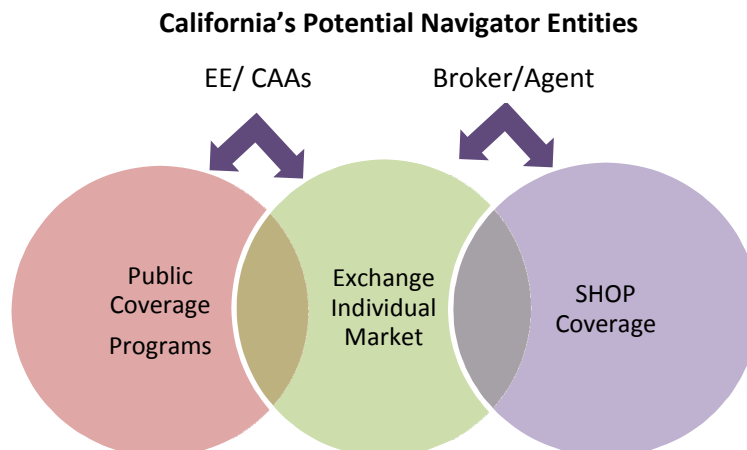 California's Potential Navigator Entities
EE/ CAAs
Broker/Agent
Public
Coverage
Programs
Exchange
Individual
Market
SHOP
Coverage